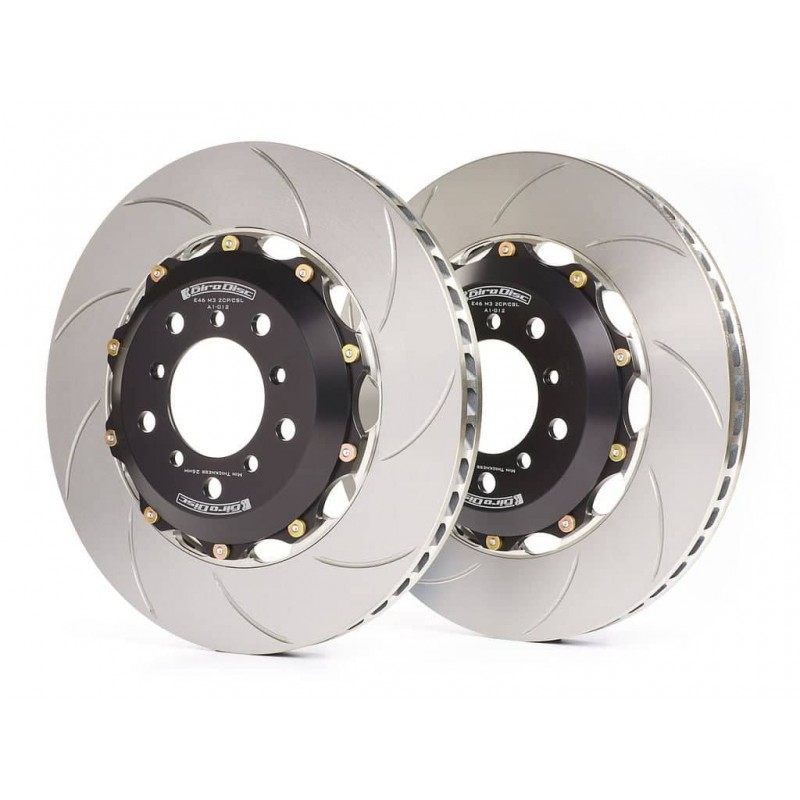 GiroDisc
E46 M3 ZCP/CSL
A1-012
MIN THICKNESS 26MM
GiroDisc
GiroDisc
E46 M3 ZCP/CSL
A1-012
MIN THICKNESS
GiroDisc